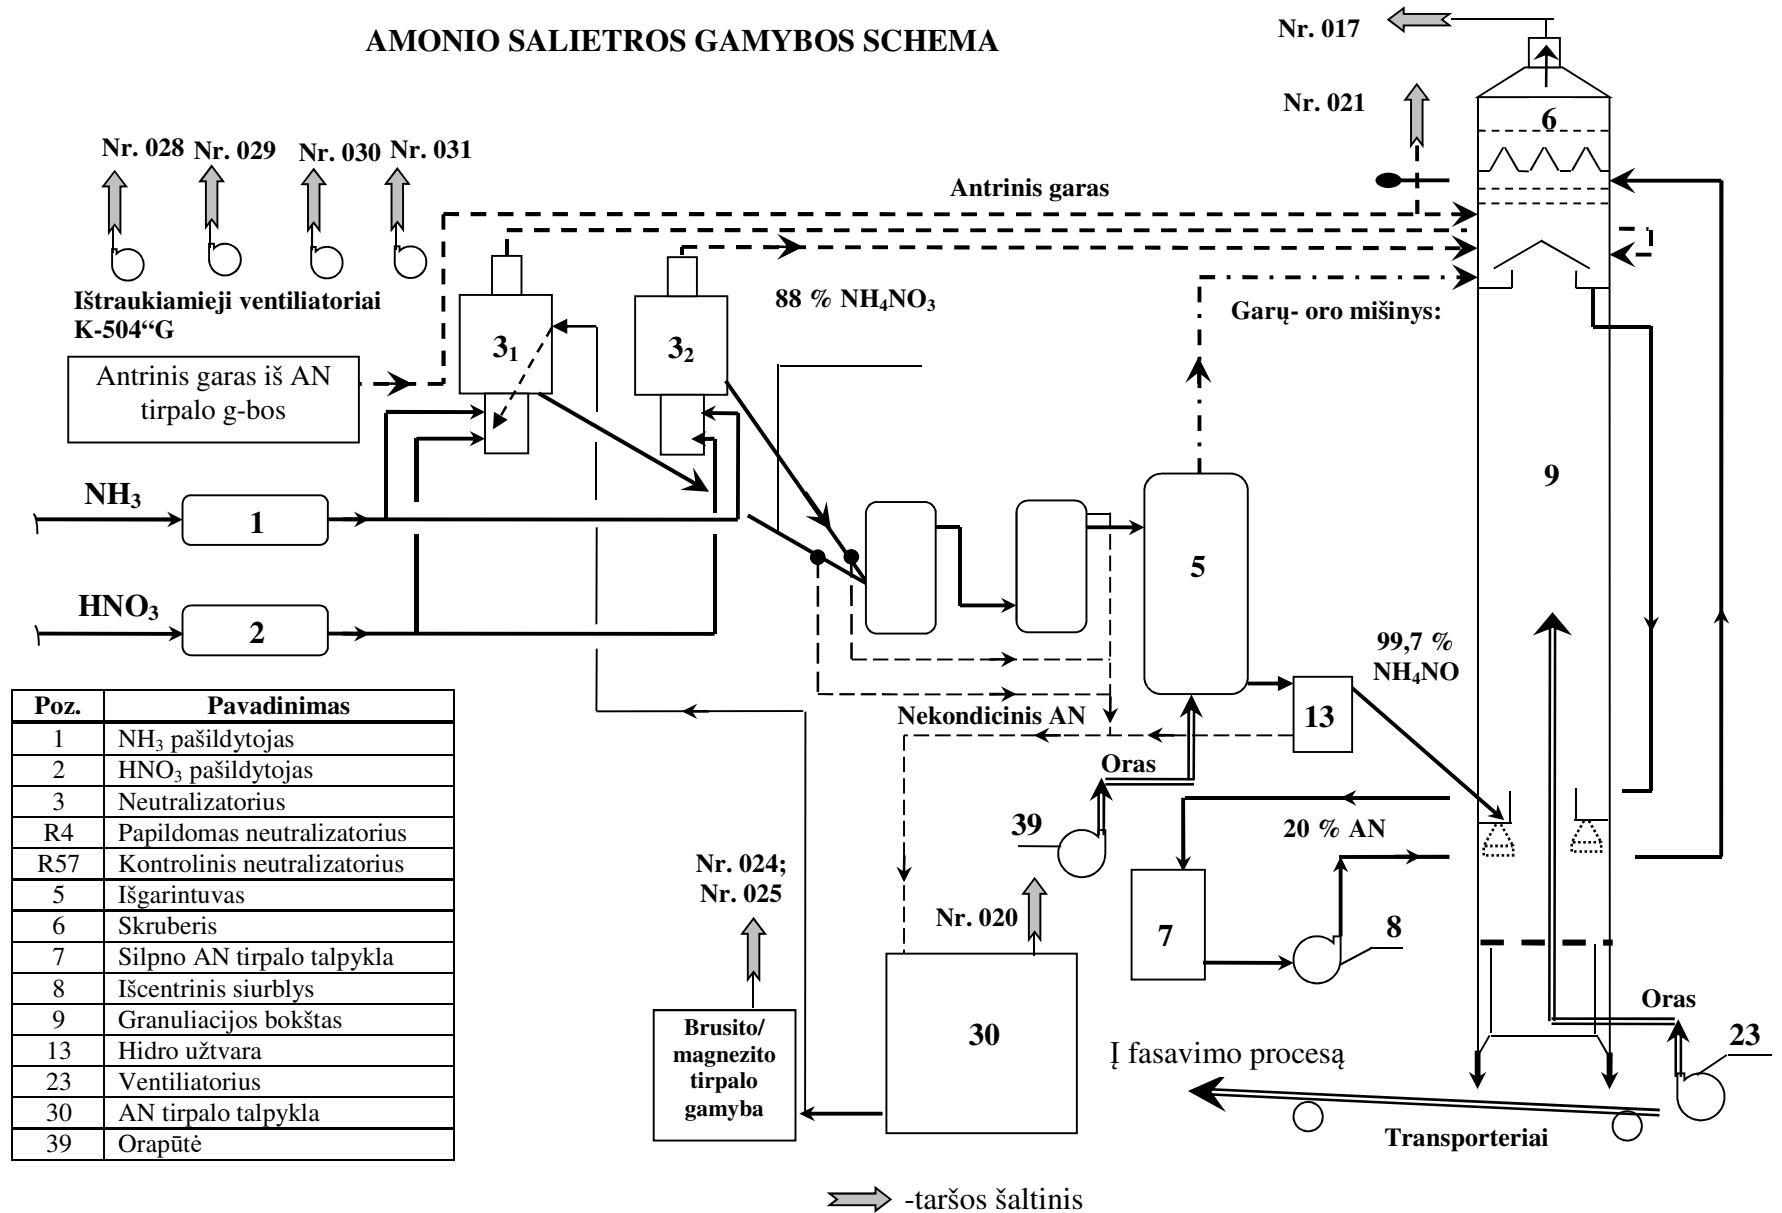 AMONIO SALIETROS GAMYBOS SCHEMA
Nr. 017
Nr. 021
6
Nr. 028
Nr. 029
Nr. 030
Nr. 031
Antrinis garas
Ištraukiamieji ventiliatoriai
K-504“G
88 % NH₄NO₃
Garų- oro mišinys:
3₁
3₂
Antrinis garas iš AN
tirpalo g-bos
9
NH₃
1
5
HNO₃
2
99,7 %
NH₄NO
Poz. Pavadinimas
1 NH₃ pašildytojas
2 HNO₃ pašildytojas
3 Neutralizatorius
R4 Papildomas neutralizatorius
R57 Kontrolinis neutralizatorius
5 Išgarintuvas
6 Skruberis
7 Silpno AN tirpalo talpykla
8 Išcentrinis siurblys
9 Granuliacijos bokštas
13 Hidro užtvara
23 Ventiliatorius
30 AN tirpalo talpykla
39 Orapūtė
Nekondicinis AN
13
Oras
39
20 % AN
Nr. 024;
Nr. 025
Nr. 020
7
8
Brusito/
magnezito
tirpalo
gamyba
30
Oras
23
Į fasavimo procesą
Transporteriai
-taršos šaltinis